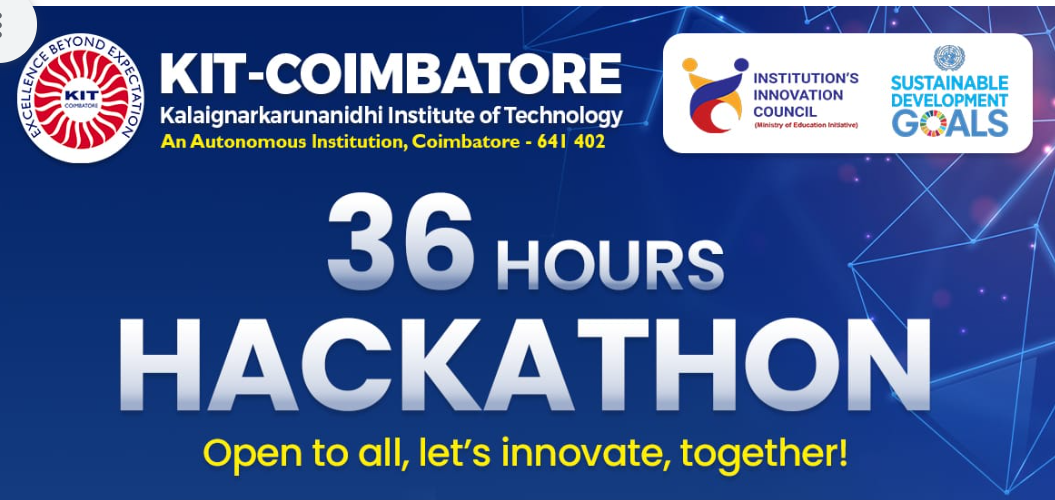 EXCELLENCE BEYOND EXPECTATION
KIT
COIMBATORE
KIT-COIMBATORE
Kalaignarkarunanidhi Institute of Technology
An Autonomous Institution, Coimbatore - 641 402
INSTITUTION'S
INNOVATION
COUNCIL
(Ministry of Education Initiative)
SUSTAINABLE
DEVELOPMENT
GOALS
36 HOURS
HACKATHON
Open to all, let's innovate, together!